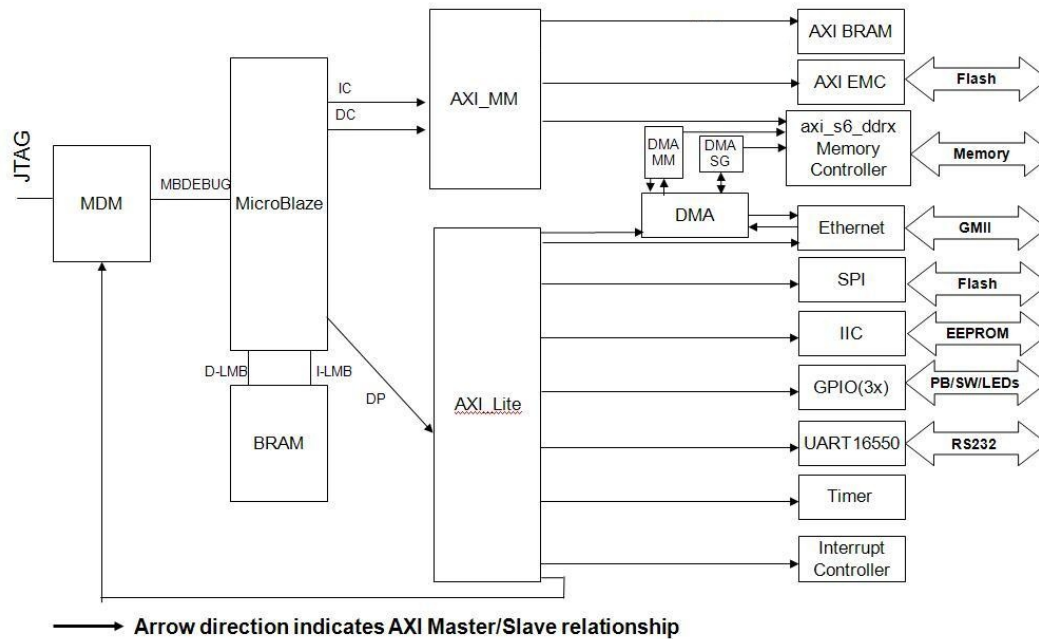 JTAG
MDM
MBDEBUG
MicroBlaze
IC
DC
AXI_MM
AXI BRAM
AXI EMC
Flash
axi_s6_ddrx
Memory
Controller
Memory
DMA
MM
DMA
SG
DMA
Ethernet
GMII
SPI
Flash
IIC
EEPROM
GPIO(3x)
PB/SW/LEDs
UART16550
RS232
Timer
Interrupt
Controller
AXI_Lite
DP
D-LMB
I-LMB
BRAM
Arrow direction indicates AXI Master/Slave relationship